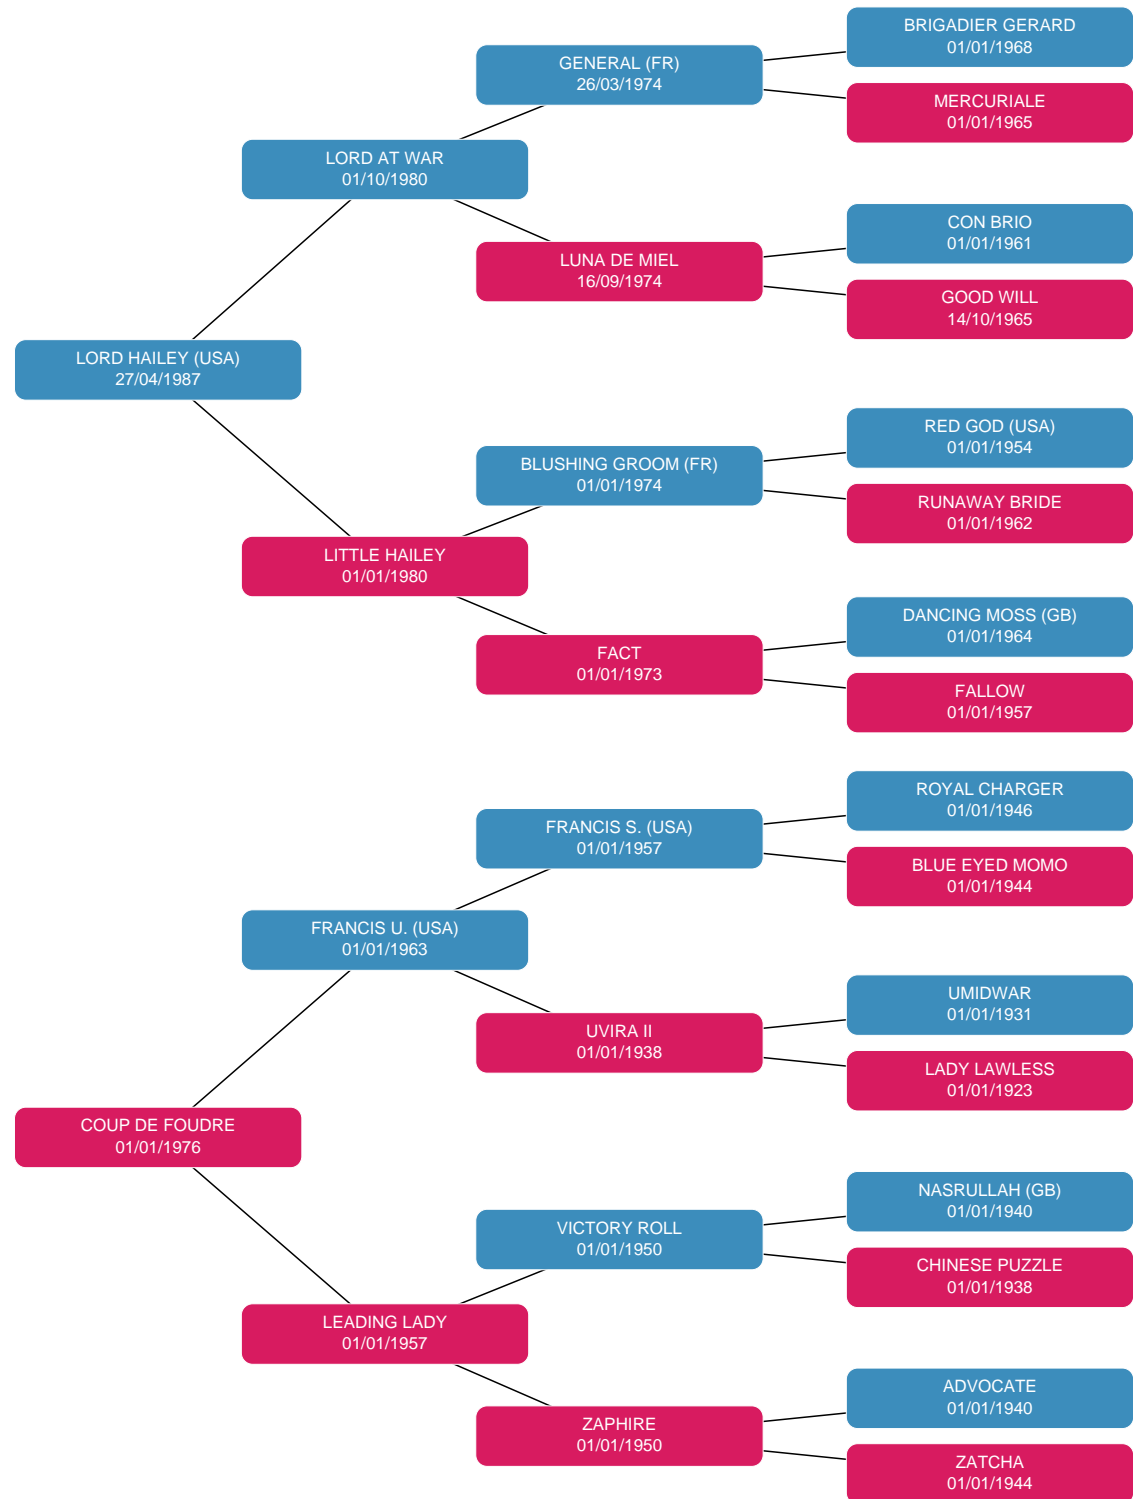 BRIGADIER GERARD
01/01/1968
GENERAL (FR)
26/03/1974
MERCURIALE
01/01/1965
LORD AT WAR
01/10/1980
CON BRIO
01/01/1961
LUNA DE MIEL
16/09/1974
GOOD WILL
14/10/1965
LORD HAILEY (USA)
27/04/1987
RED GOD (USA)
01/01/1954
BLUSHING GROOM (FR)
01/01/1974
RUNAWAY BRIDE
01/01/1962
LITTLE HAILEY
01/01/1980
DANCING MOSS (GB)
01/01/1964
FACT
01/01/1973
FALLOW
01/01/1957
ROYAL CHARGER
01/01/1946
FRANCIS S. (USA)
01/01/1957
BLUE EYED MOMO
01/01/1944
FRANCIS U. (USA)
01/01/1963
UMIDWAR
01/01/1931
UVIRA II
01/01/1938
LADY LAWLESS
01/01/1923
COUP DE FOUDRE
01/01/1976
NASRULLAH (GB)
01/01/1940
VICTORY ROLL
01/01/1950
CHINESE PUZZLE
01/01/1938
LEADING LADY
01/01/1957
ADVOCATE
01/01/1940
ZAPHIRE
01/01/1950
ZATCHA
01/01/1944